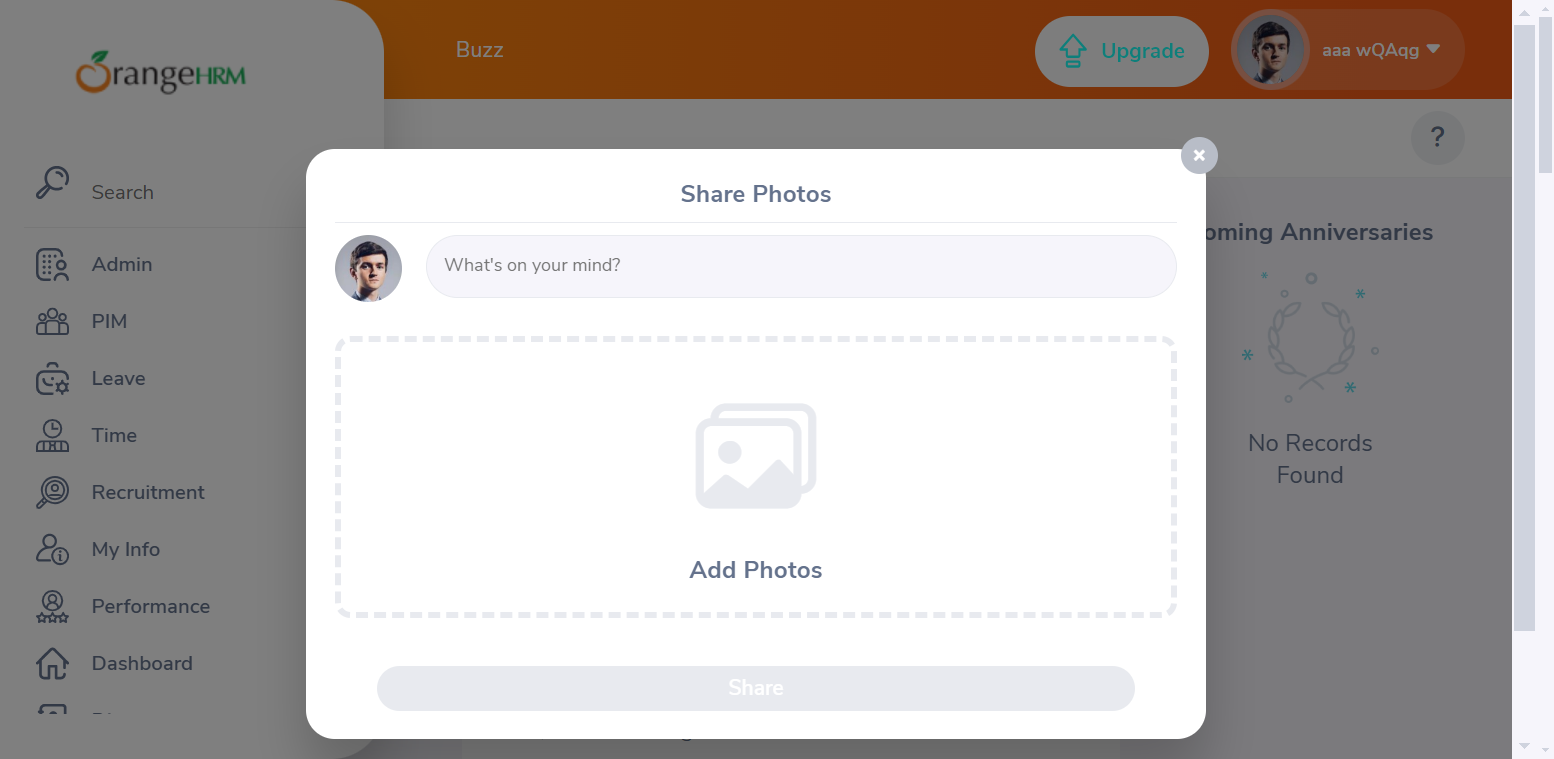 OrangeHRM
Buzz
Upgrade
aaa wQAqg
?
Search
Admin
PIM
Leave
Time
Recruitment
My Info
Performance
Dashboard
Share Photos
What's on your mind?
Add Photos
Share
oming Anniversaries
No Records
Found